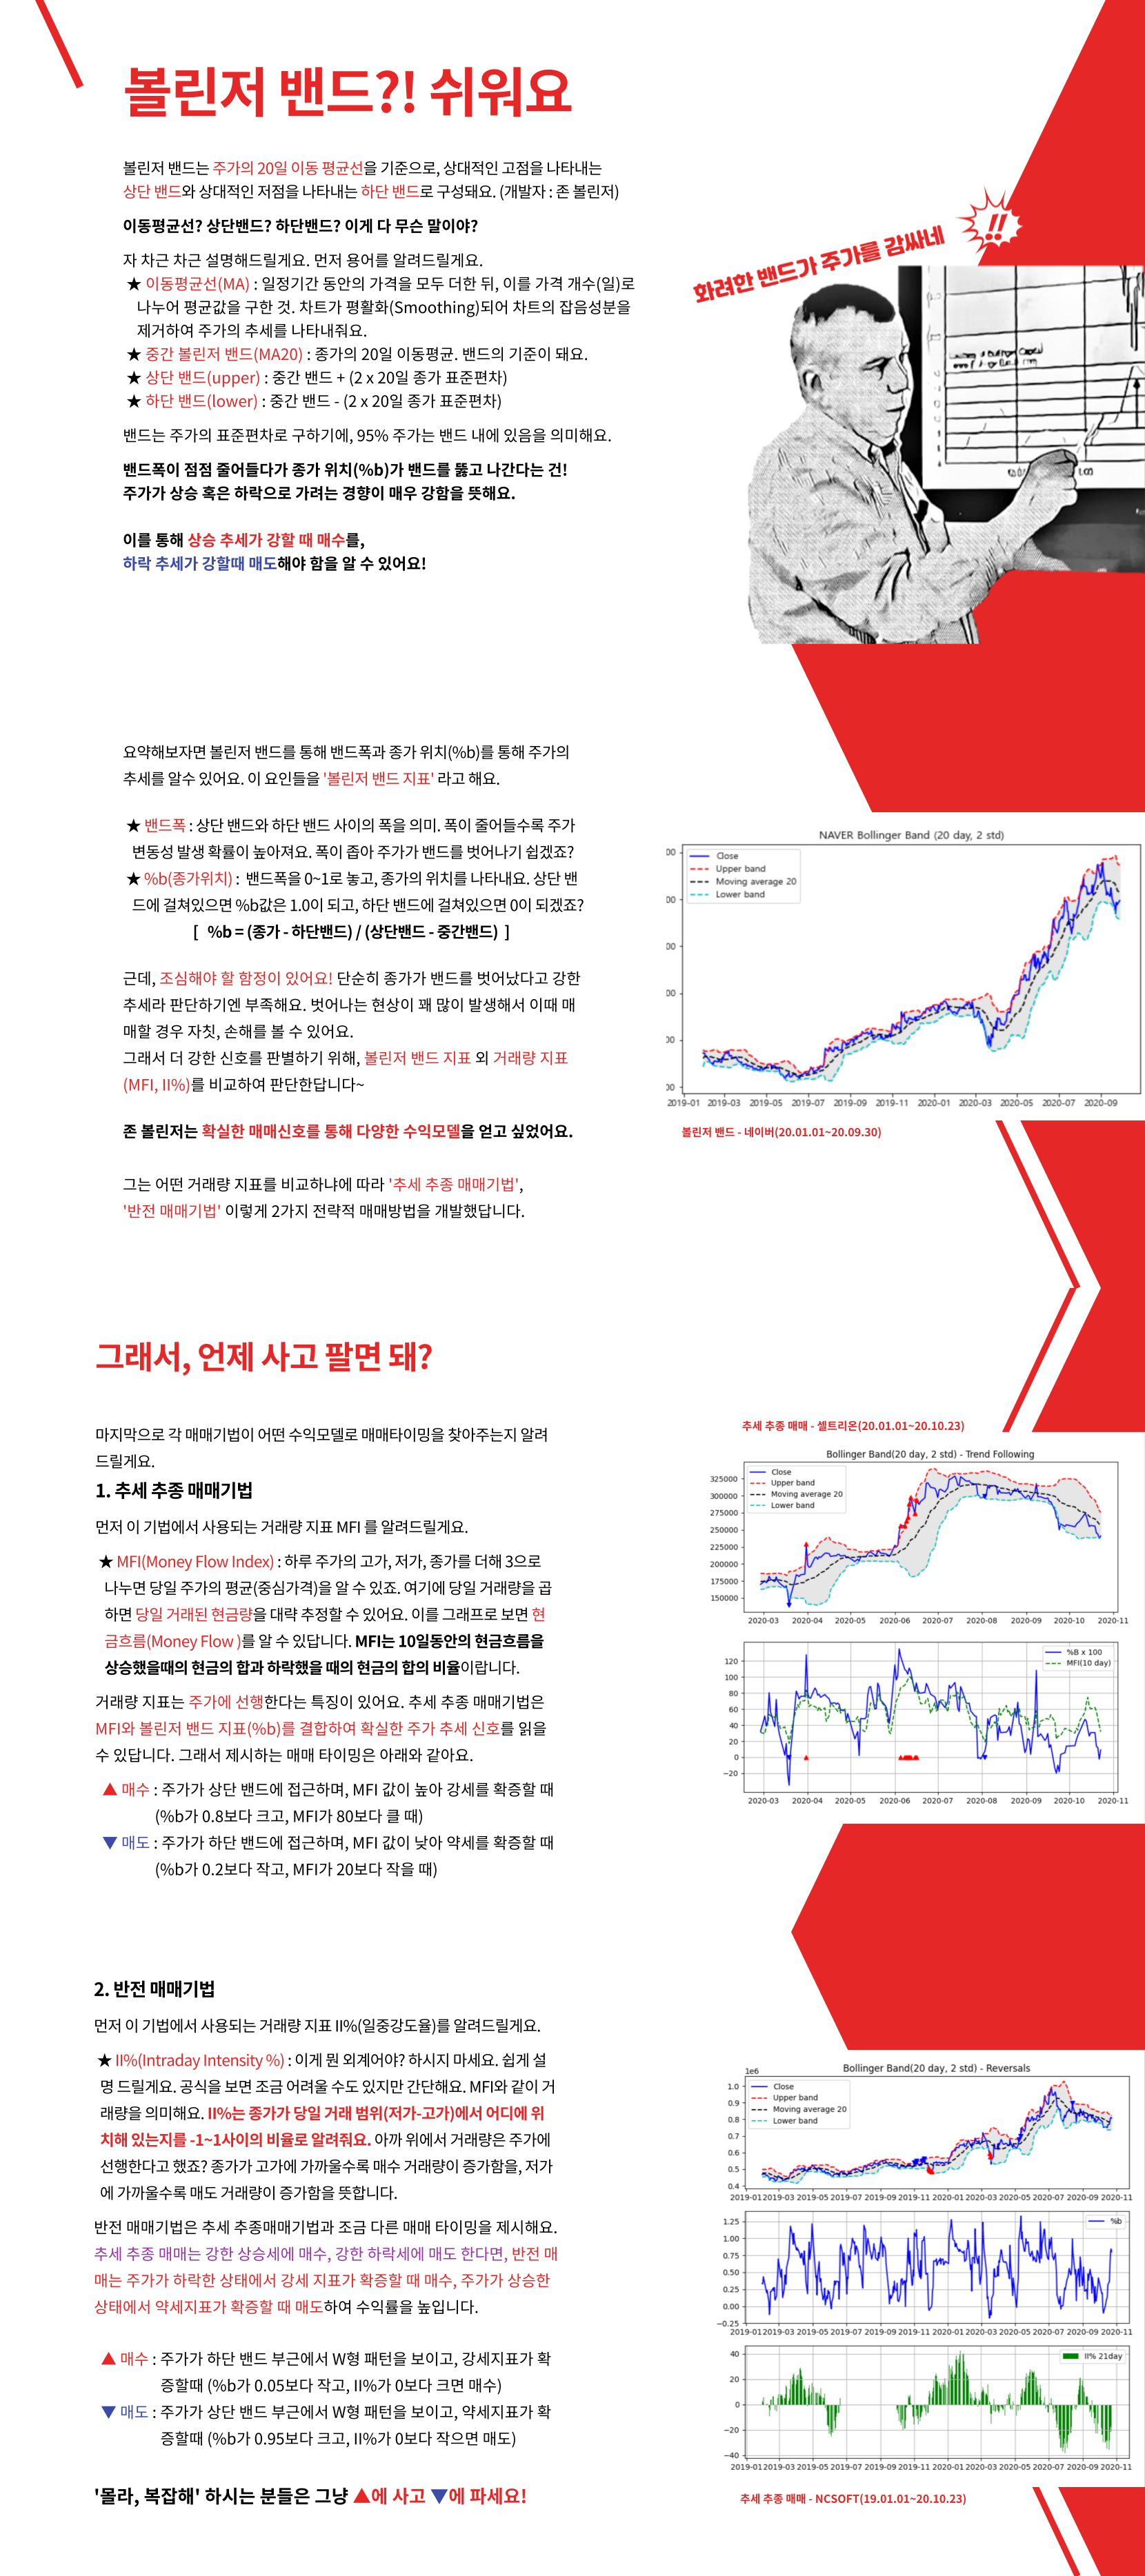 볼린저 밴드?! 쉬워요
볼린저 밴드는 주가의 20일 이동 평균선을 기준으로, 상대적인 고점을 나타내는
상단 밴드와 상대적인 저점을 나타내는 하단 밴드로 구성돼요. (개발자 : 존 볼린저)
이동평균선? 상단밴드? 하단밴드? 이게 다 무슨 말이야?
자 차근 차근 설명해드릴게요. 먼저 용어를 알려드릴게요.
★ 이동평균선(MA) : 일정기간 동안의 가격을 모두 더한 뒤, 이를 가격 개수(일)로
나누어 평균값을 구한 것. 차트가 평활화(Smoothing)되어 차트의 잡음성분을
제거하여 주가의 추세를 나타내줘요.
★ 중간 볼린저 밴드(MA20) : 종가의 20일 이동평균. 밴드의 기준이 돼요.
★ 상단 밴드(upper) : 중간 밴드 + (2 x 20일 종가 표준편차)
★ 하단 밴드(lower) : 중간 밴드 - (2 x 20일 종가 표준편차)
밴드는 주가의 표준편차로 구하기에, 95% 주가는 밴드 내에 있음을 의미해요.
밴드폭이 점점 줄어들다가 종가 위치(%b)가 밴드를 뚫고 나간다는 건!
주가가 상승 혹은 하락으로 가려는 경향이 매우 강함을 뜻해요.
이를 통해 상승 추세가 강할 때 매수를,
하락 추세가 강할때 매도해야 함을 알 수 있어요!
화려한 밴드가 주가를 감싸네
!!
요약해보자면 볼린저 밴드를 통해 밴드폭과 종가 위치(%b)를 통해 주가의
추세를 알수 있어요. 이 요인들을 '볼린저 밴드 지표' 라고 해요.
★ 밴드폭 : 상단 밴드와 하단 밴드 사이의 폭을 의미. 폭이 줄어들수록 주가
변동성 발생 확률이 높아져요. 폭이 좁아 주가가 밴드를 벗어나기 쉽겠죠?
★ %b(종가위치) : 밴드폭을 0~1로 놓고, 종가의 위치를 나타내요. 상단 밴
드에 걸쳐있으면 %b값은 1.0이 되고, 하단 밴드에 걸쳐있으면 0이 되겠죠?
[ %b = (종가 - 하단밴드) / (상단밴드 - 중간밴드) ]
근데, 조심해야 할 함정이 있어요! 단순히 종가가 밴드를 벗어났다고 강한
추세라 판단하기엔 부족해요. 벗어나는 현상이 꽤 많이 발생해서 이때 매
매할 경우 자칫, 손해를 볼 수 있어요.
그래서 더 강한 신호를 판별하기 위해, 볼린저 밴드 지표 외 거래량 지표
(MFI, II%)를 비교하여 판단한답니다~
존 볼린저는 확실한 매매신호를 통해 다양한 수익모델을 얻고 싶었어요.
그는 어떤 거래량 지표를 비교하냐에 따라 '추세 추종 매매기법',
'반전 매매기법' 이렇게 2가지 전략적 매매방법을 개발했답니다.
NAVER Bollinger Band (20 day, 2 std)
Close
Upper band
Moving average 20
Lower band
00
00
00
00
00
00
2019-01 2019-03 2019-05 2019-07 2019-09 2019-11 2020-01 2020-03 2020-05 2020-07 2020-09
볼린저 밴드 - 네이버(20.01.01~20.09.30)
그래서, 언제 사고 팔면 돼?
마지막으로 각 매매기법이 어떤 수익모델로 매매타이밍을 찾아주는지 알려
드릴게요.
1. 추세 추종 매매기법
먼저 이 기법에서 사용되는 거래량 지표 MFI 를 알려드릴게요.
★ MFI(Money Flow Index) : 하루 주가의 고가, 저가, 종가를 더해 3으로
나누면 당일 주가의 평균(중심가격)을 알 수 있죠. 여기에 당일 거래량을 곱
하면 당일 거래된 현금량을 대략 추정할 수 있어요. 이를 그래프로 보면 현
금흐름(Money Flow )를 알 수 있답니다. MFI는 10일동안의 현금흐름을
상승했을때의 현금의 합과 하락했을 때의 현금의 합의 비율이랍니다.
거래량 지표는 주가에 선행한다는 특징이 있어요. 추세 추종 매매기법은
MFI와 볼린저 밴드 지표(%b)를 결합하여 확실한 주가 추세 신호를 읽을
수 있답니다. 그래서 제시하는 매매 타이밍은 아래와 같아요.
▲ 매수 : 주가가 상단 밴드에 접근하며, MFI 값이 높아 강세를 확증할 때
(%b가 0.8보다 크고, MFI가 80보다 클 때)
▼ 매도 : 주가가 하단 밴드에 접근하며, MFI 값이 낮아 약세를 확증할 때
(%b가 0.2보다 작고, MFI가 20보다 작을 때)
추세 추종 매매 - 셀트리온(20.01.01~20.10.23)
Bollinger Band(20 day, 2 std) - Trend Following
Close
Upper band
Moving average 20
Lower band
325000
300000
275000
250000
225000
200000
175000
150000
2020-03 2020-04 2020-05 2020-06 2020-07 2020-08 2020-09 2020-10 2020-11
%B x 100
MFI(10 day)
120
100
80
60
40
20
0
−20
2020-03 2020-04 2020-05 2020-06 2020-07 2020-08 2020-09 2020-10 2020-11
2. 반전 매매기법
먼저 이 기법에서 사용되는 거래량 지표 II%(일중강도율)를 알려드릴게요.
★ II%(Intraday Intensity %) : 이게 뭔 외계어야? 하시지 마세요. 쉽게 설
명 드릴게요. 공식을 보면 조금 어려울 수도 있지만 간단해요. MFI와 같이 거
래량을 의미해요. II%는 종가가 당일 거래 범위(저가-고가)에서 어디에 위
치해 있는지를 -1~1사이의 비율로 알려줘요. 아까 위에서 거래량은 주가에
선행한다고 했죠? 종가가 고가에 가까울수록 매수 거래량이 증가함을, 저가
에 가까울수록 매도 거래량이 증가함을 뜻합니다.
반전 매매기법은 추세 추종매매기법과 조금 다른 매매 타이밍을 제시해요.
추세 추종 매매는 강한 상승세에 매수, 강한 하락세에 매도 한다면, 반전 매
매는 주가가 하락한 상태에서 강세 지표가 확증할 때 매수, 주가가 상승한
상태에서 약세지표가 확증할 때 매도하여 수익률을 높입니다.
▲ 매수 : 주가가 하단 밴드 부근에서 W형 패턴을 보이고, 강세지표가 확
증할때 (%b가 0.05보다 작고, II%가 0보다 크면 매수)
▼ 매도 : 주가가 상단 밴드 부근에서 W형 패턴을 보이고, 약세지표가 확
증할때 (%b가 0.95보다 크고, II%가 0보다 작으면 매도)
'몰라, 복잡해' 하시는 분들은 그냥 ▲에 사고 ▼에 파세요!
Bollinger Band(20 day, 2 std) - Reversals
1e6
Close
Upper band
Moving average 20
Lower band
1.0
0.9
0.8
0.7
0.6
0.5
0.4
2019-01 2019-03 2019-05 2019-07 2019-09 2019-11 2020-01 2020-03 2020-05 2020-07 2020-09 2020-11
%b
1.25
1.00
0.75
0.50
0.25
0.00
−0.25
2019-01 2019-03 2019-05 2019-07 2019-09 2019-11 2020-01 2020-03 2020-05 2020-07 2020-09 2020-11
II% 21day
40
20
0
−20
−40
2019-01 2019-03 2019-05 2019-07 2019-09 2019-11 2020-01 2020-03 2020-05 2020-07 2020-09 2020-11
추세 추종 매매 - NCSOFT(19.01.01~20.10.23)